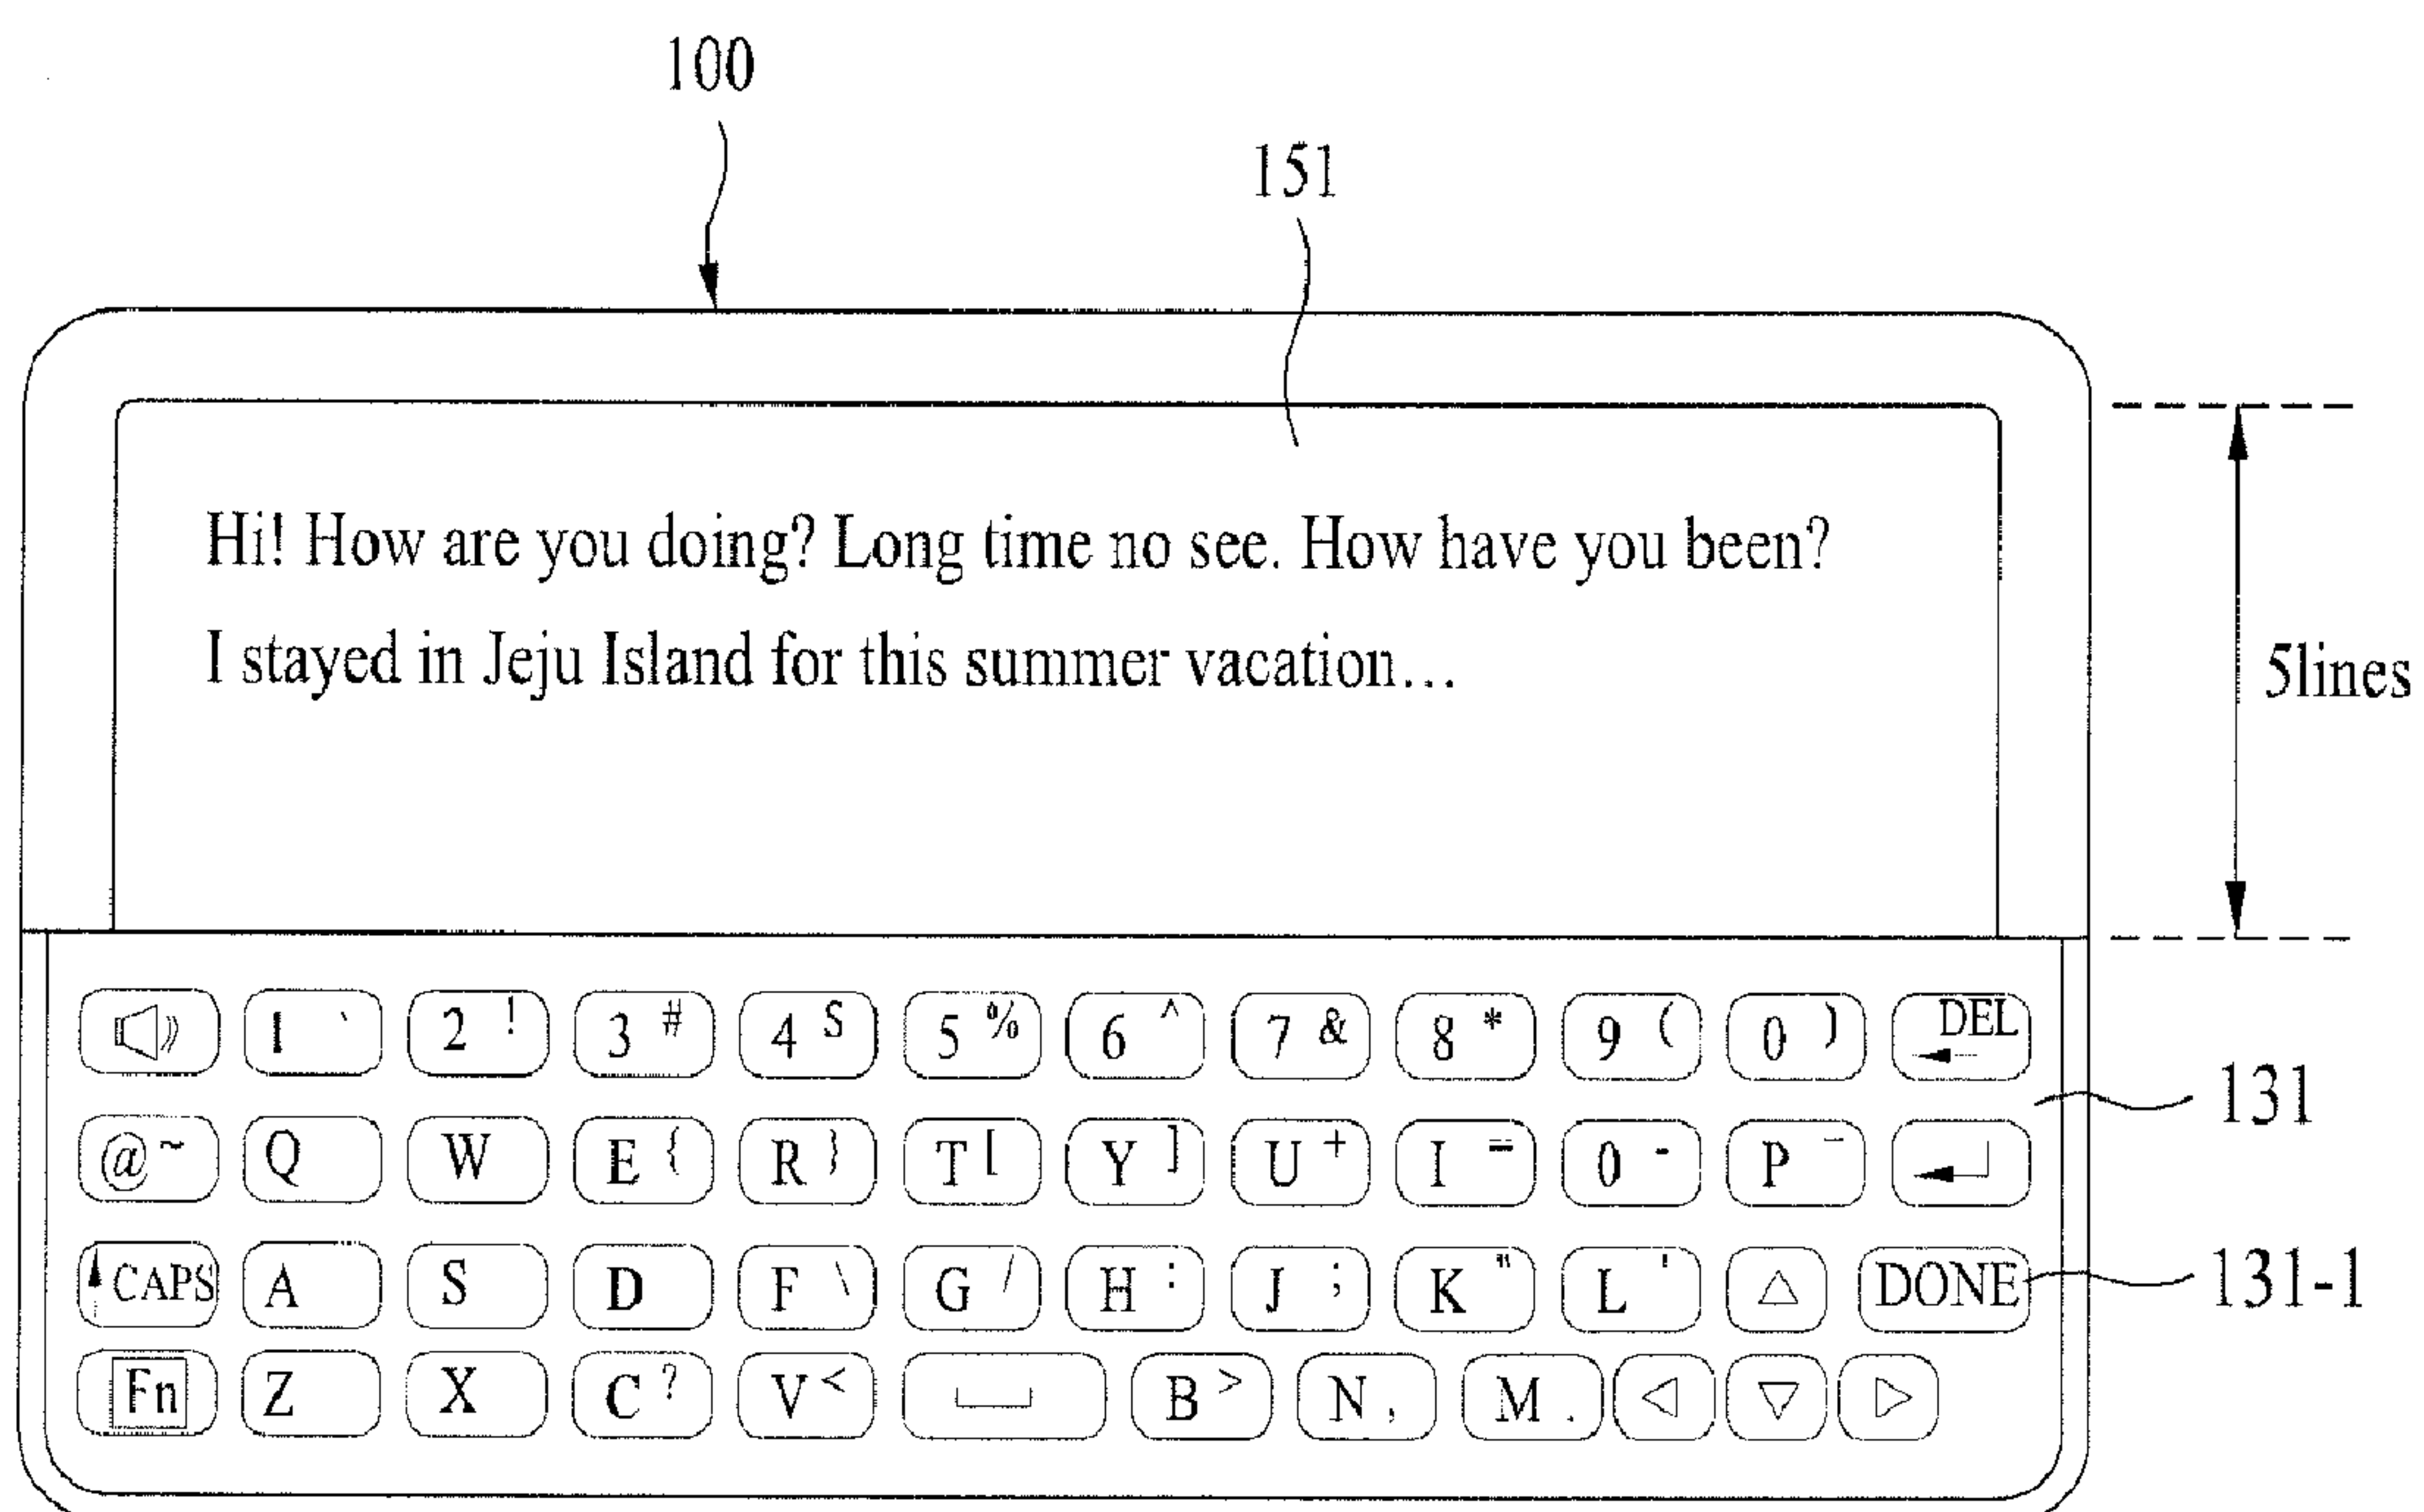 100
151
Hi! How are you doing? Long time no see. How have you been?
I stayed in Jeju Island for this summer vacation...
5lines
1 ` 2 ! 3 # 4 S 5 % 6 ^ 7 & 8 * 9 ( 0 ) DEL
131
@ ~ Q W E { R } T [ Y ] U + I = 0 - P _
CAPS A S D F \ G / H : J ; K " L ' DONE
131-1
Fn Z X C ? V < B > N , M .